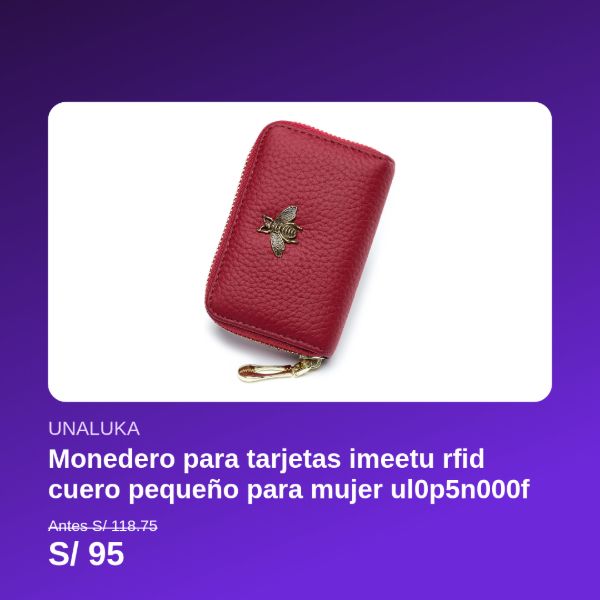 UNALUKA
Monedero para tarjetas imeetu rfid
cuero pequeño para mujer ul0p5n000f
Antes S/ 118.75
S/ 95